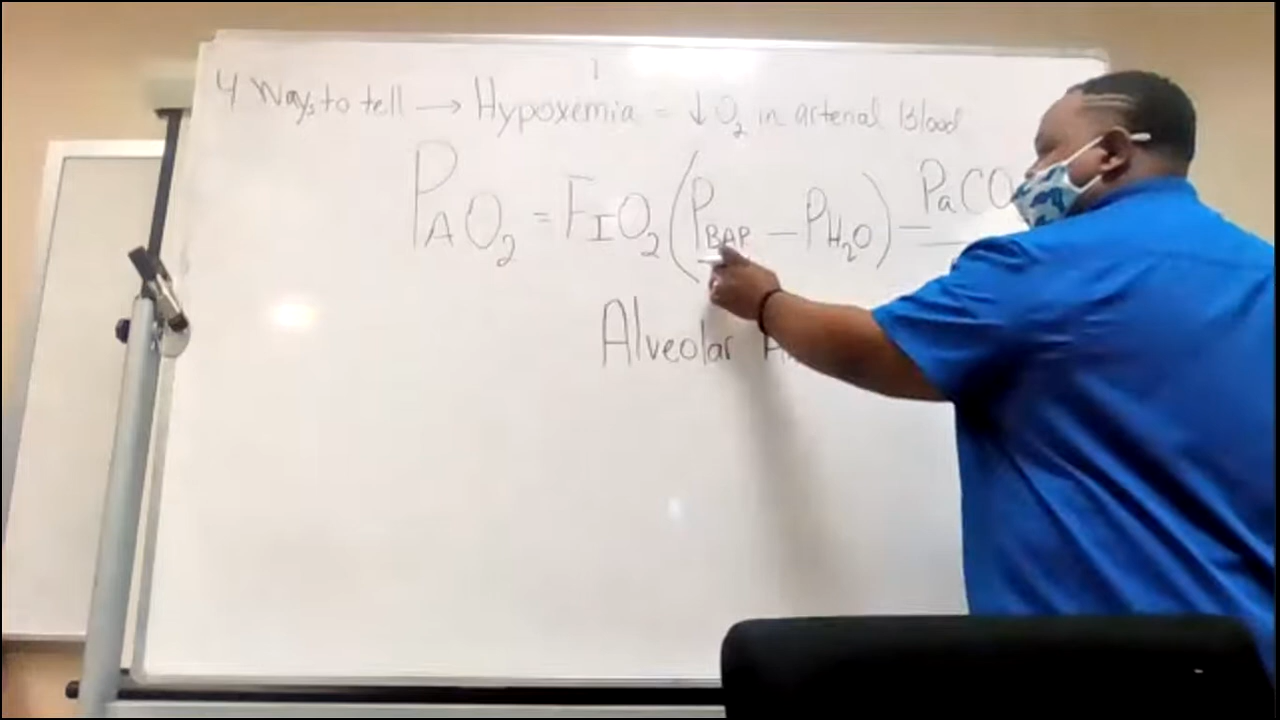 4 Ways to tell → Hypoxemia = ↓ O₂ in arterial Blood
PAO₂ = FIO₂ (PBAP – PH₂O) – PaCO
Alveolar